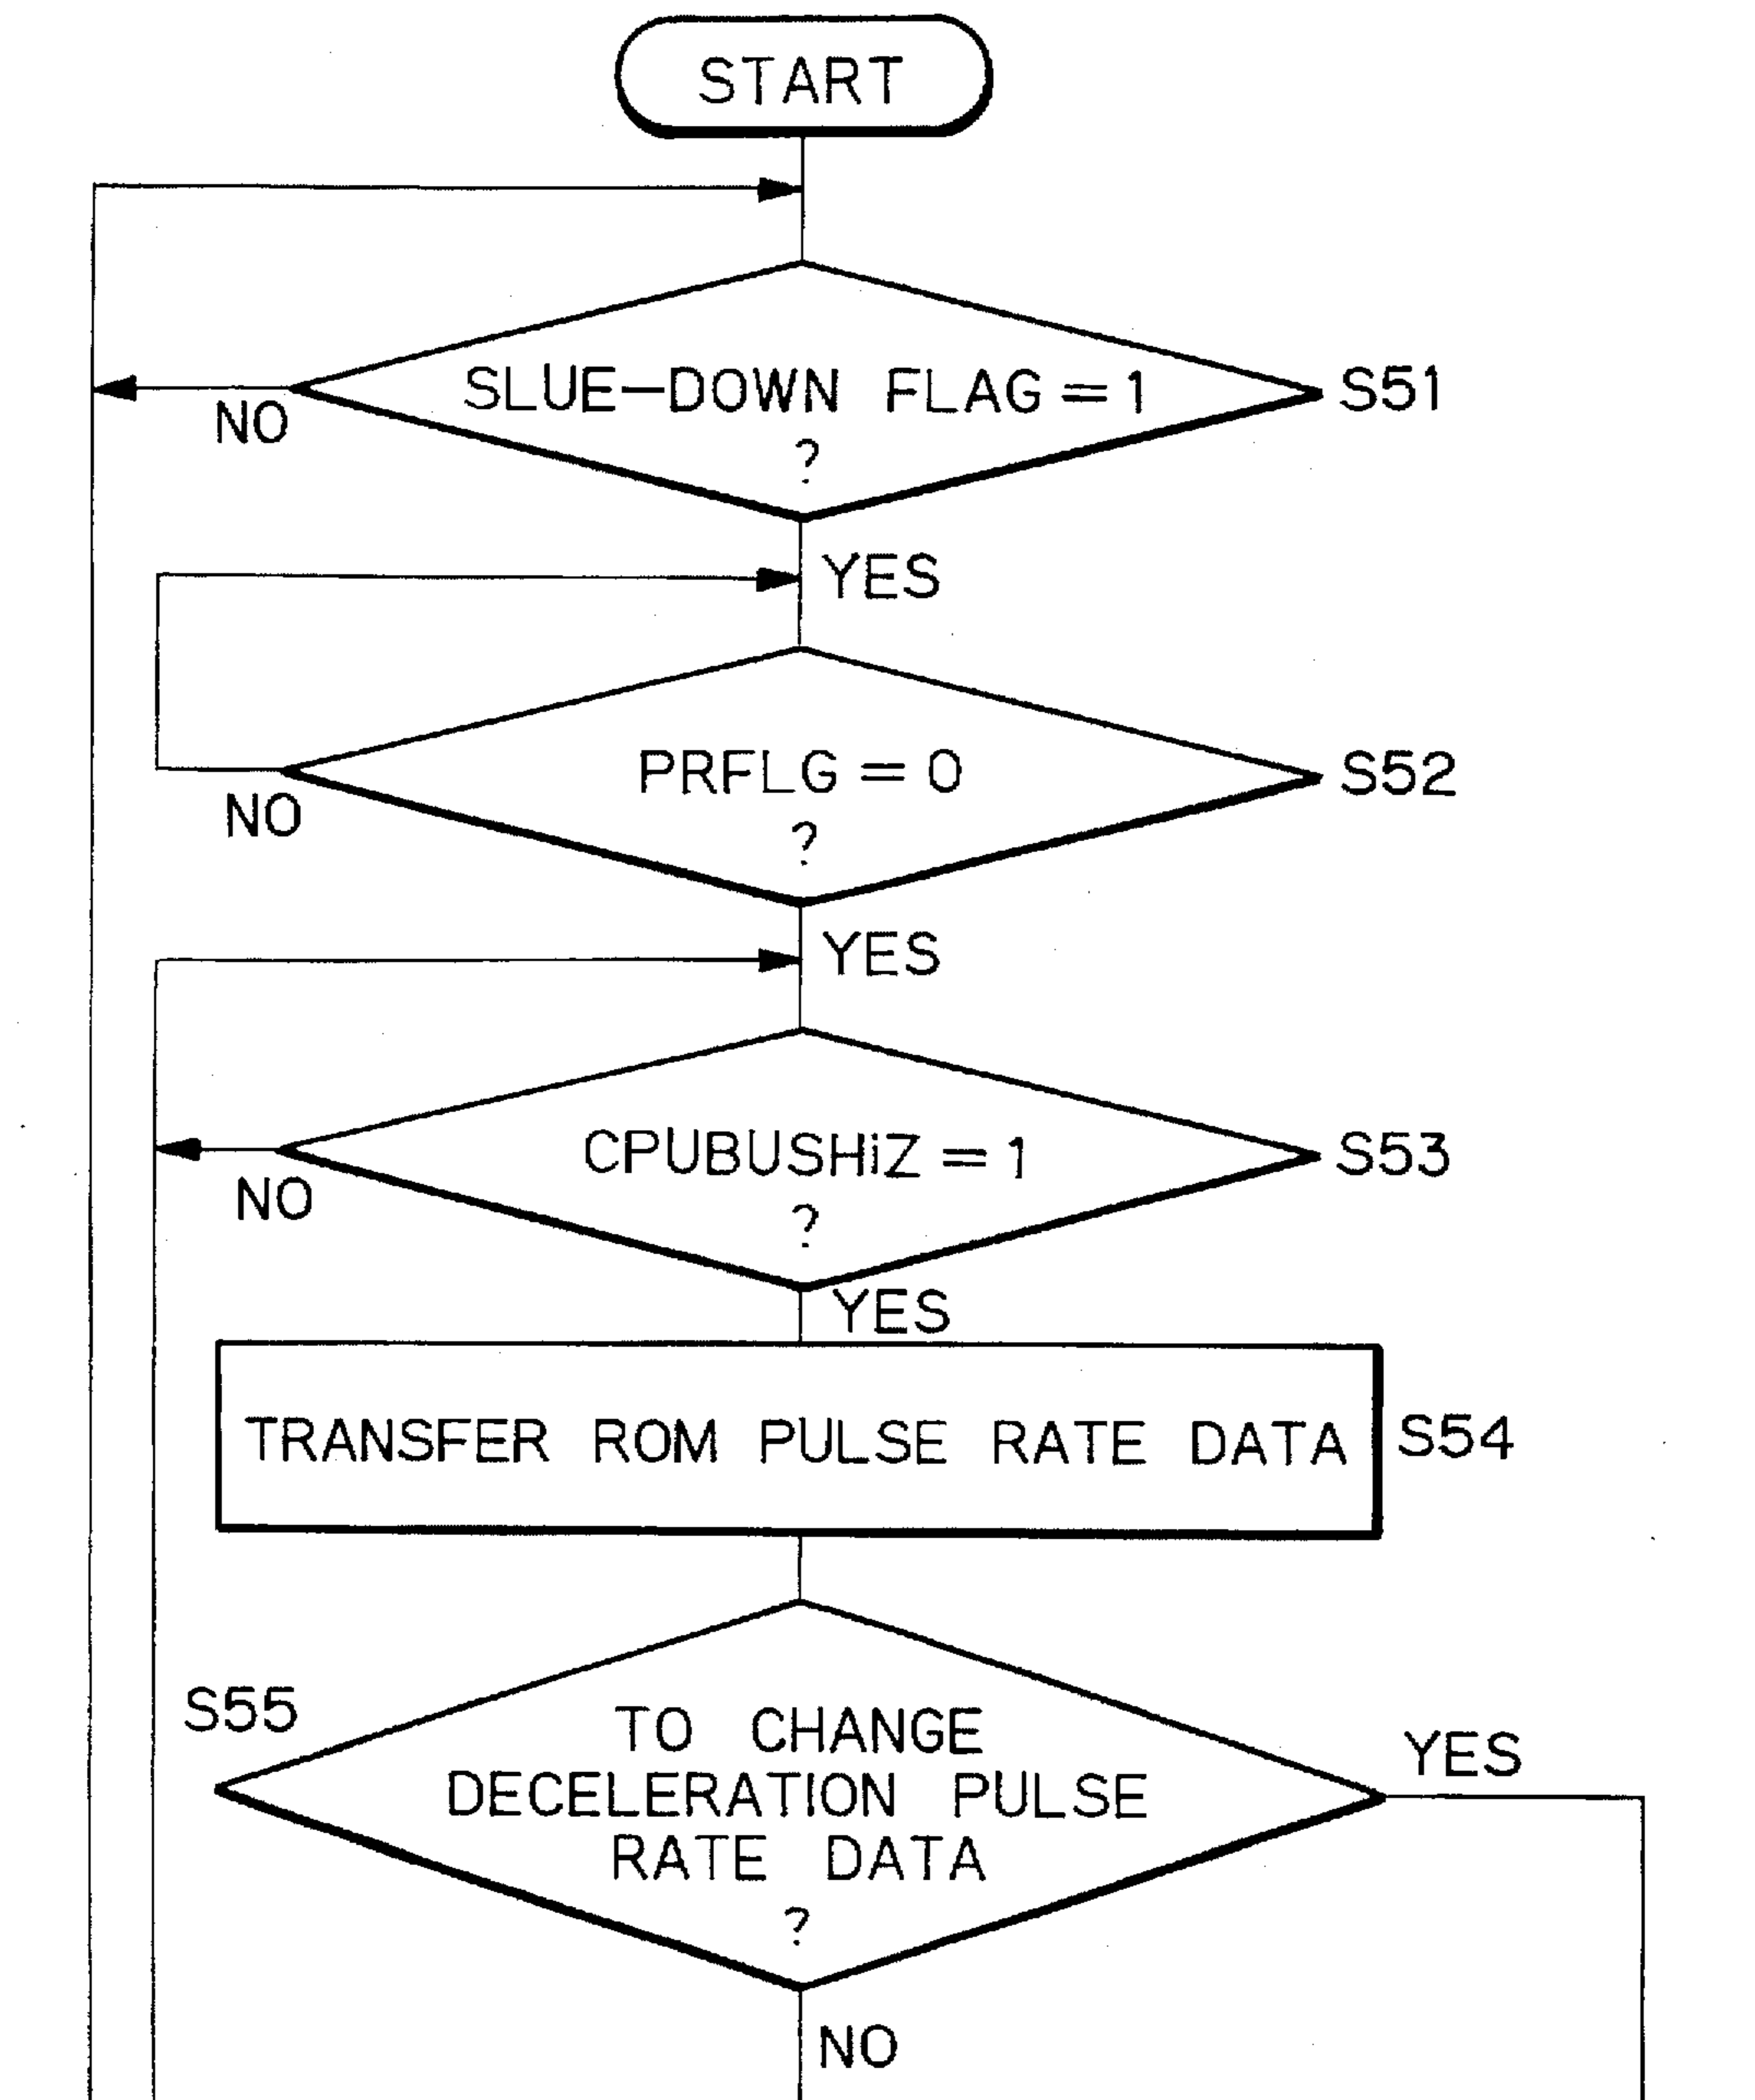 START
SLUE-DOWN FLAG = 1
?
S51
NO
YES
PRFLG = 0
?
S52
NO
YES
CPUBUSHiZ = 1
?
S53
NO
YES
TRANSFER ROM PULSE RATE DATA
S54
S55
TO CHANGE
DECELERATION PULSE
RATE DATA
?
YES
NO